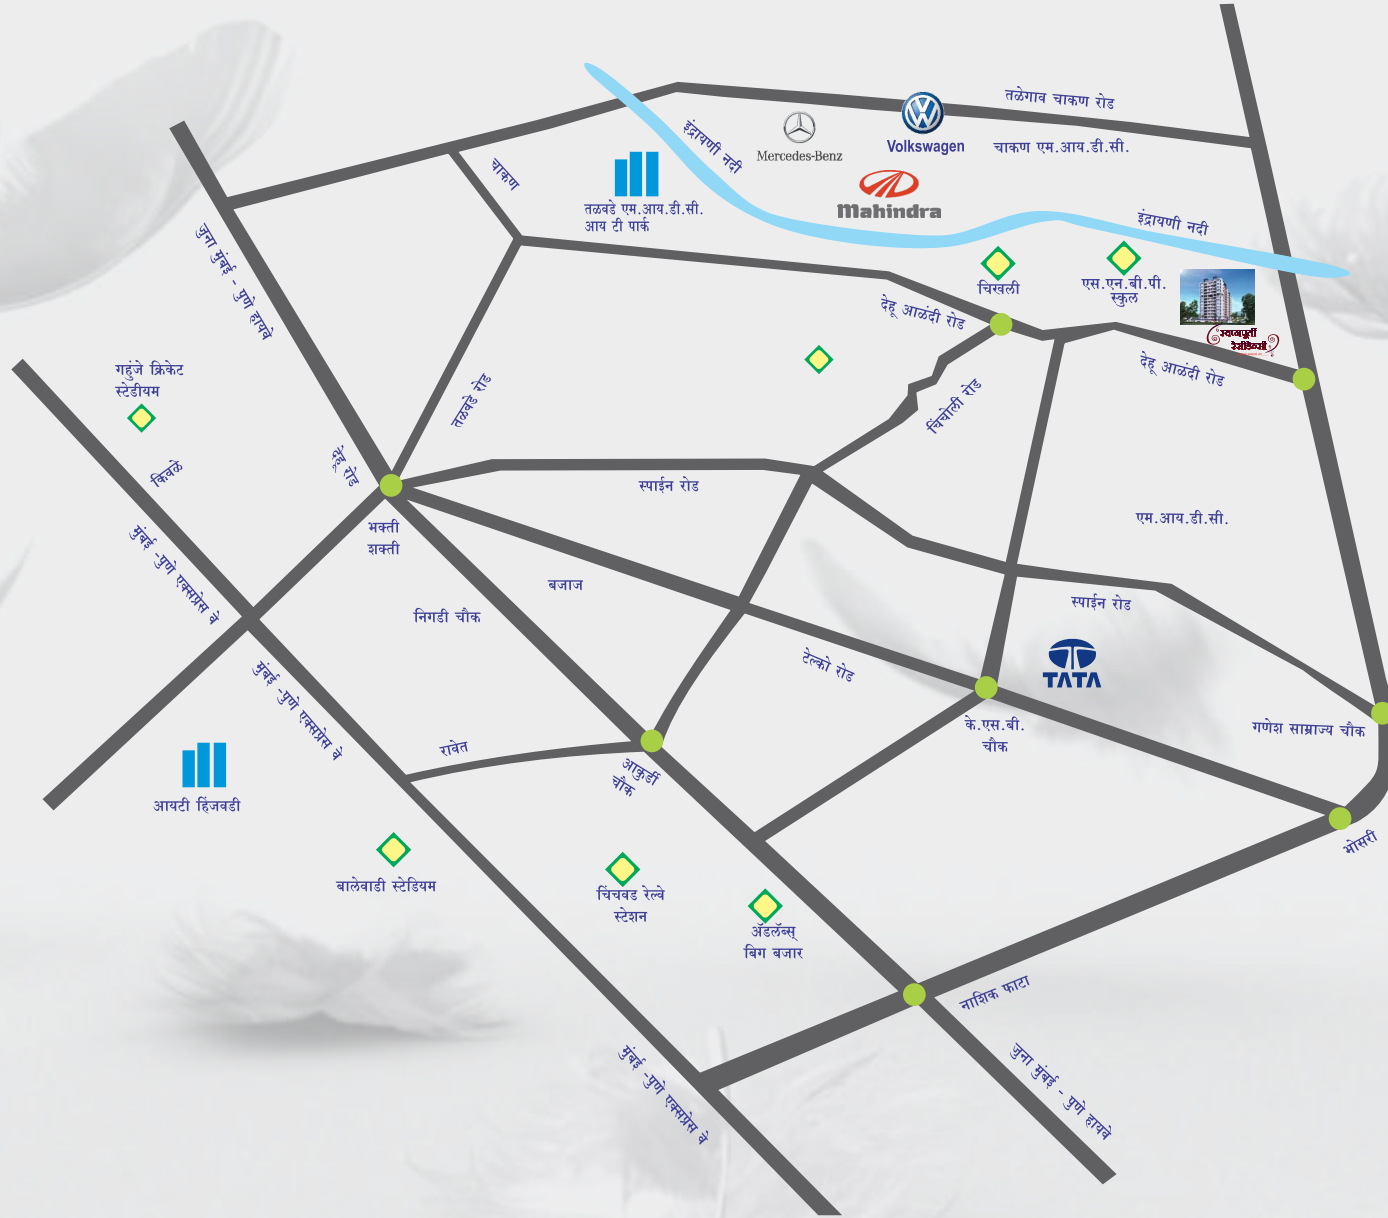 तळेगाव चाकण रोड
इंद्रायणी नदी
Mercedes-Benz
Volkswagen
चाकण एम.आय.डी.सी.
चाकण
तळवडे एम.आय.डी.सी.
आय टी पार्क
Mahindra
इंद्रायणी नदी
जुना मुंबई - पुणे हायवे
चिखली
एस.एन.बी.पी.
स्कुल
देहू आळंदी रोड
स्वप्नपूर्ती
रेसीडेन्सी
देहू आळंदी रोड
गहुंजे क्रिकेट
स्टेडीयम
तळवडे रोड
चिंचोली रोड
किवळे
देहू रोड
स्पाईन रोड
एम.आय.डी.सी.
भक्ती
शक्ती
मुंबई -पुणे एक्सप्रेस वे
बजाज
निगडी चौक
स्पाईन रोड
टेल्को रोड
TATA
मुंबई -पुणे एक्सप्रेस वे
के.एस.बी.
चौक
गणेश साम्राज्य चौक
रावेत
आकुर्डी
चौक
आयटी हिंजवडी
भोसरी
बालेवाडी स्टेडियम
चिंचवड रेल्वे
स्टेशन
ॲडलॅब्स्
बिग बजार
नाशिक फाटा
मुंबई -पुणे एक्सप्रेस वे
जुना मुंबई - पुणे हायवे